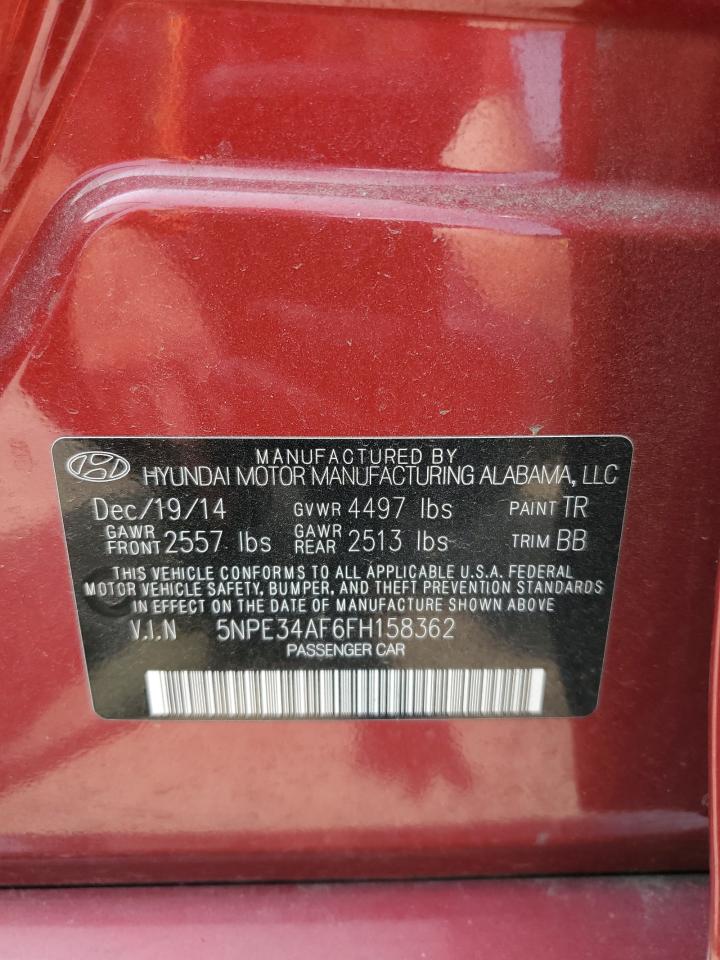 MANUFACTURED BY
HYUNDAI MOTOR MANUFACTURING ALABAMA, LLC
Dec/19/14 GVWR 4497 lbs PAINT TR
GAWR FRONT 2557 lbs GAWR REAR 2513 lbs TRIM BB
THIS VEHICLE CONFORMS TO ALL APPLICABLE U.S.A. FEDERAL
MOTOR VEHICLE SAFETY, BUMPER, AND THEFT PREVENTION STANDARDS
IN EFFECT ON THE DATE OF MANUFACTURE SHOWN ABOVE
V.I.N 5NPE34AF6FH158362
PASSENGER CAR